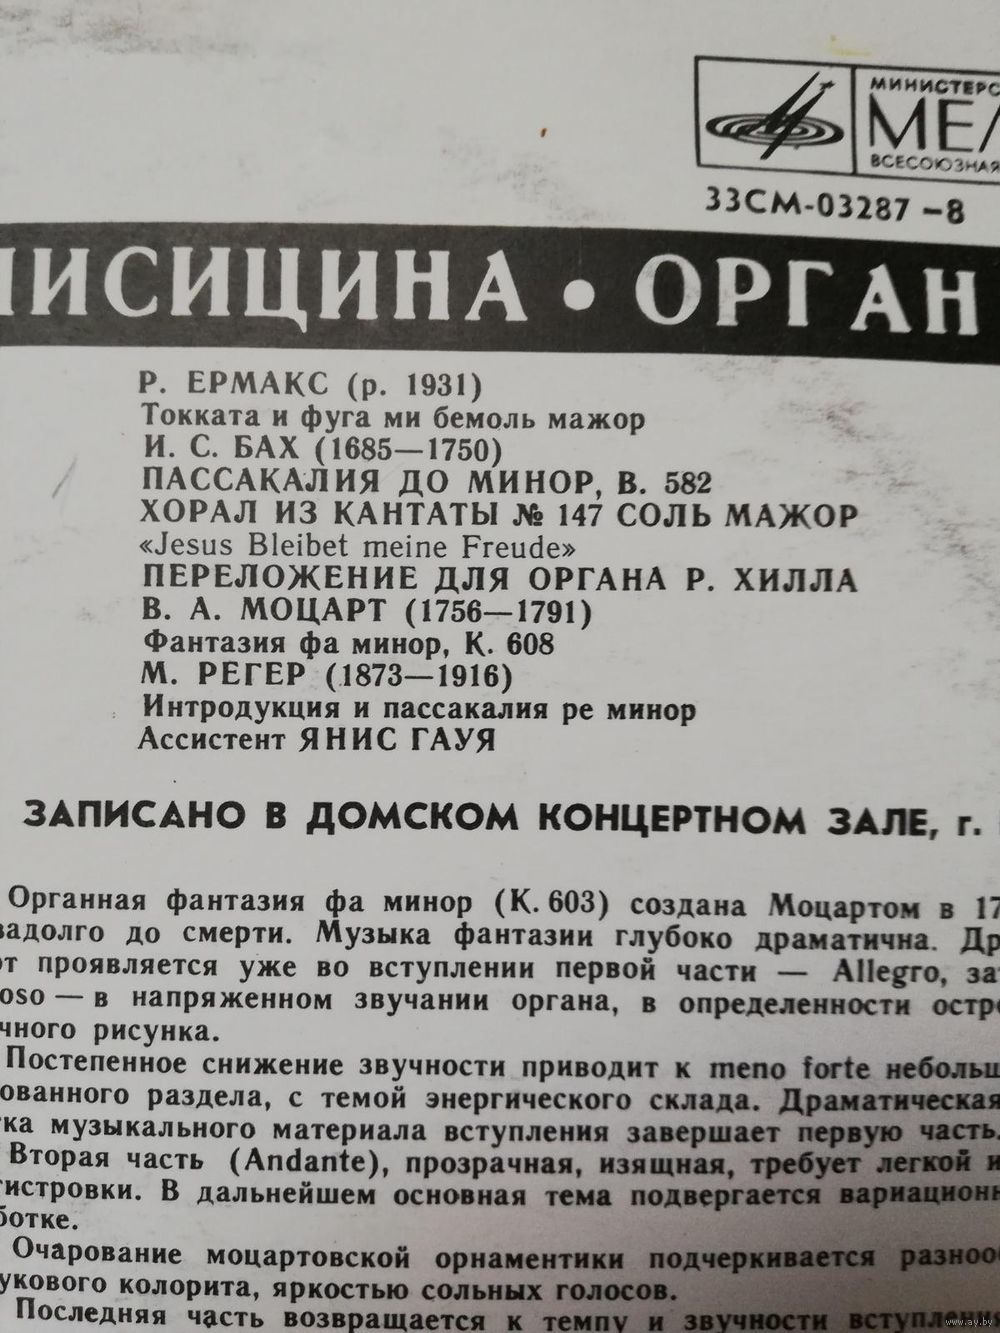 МИНИСТЕРС
МЕЛ
ВСЕСОЮЗНАЯ
33СМ-03287 -8
ЛИСИЦИНА • ОРГАН
Р. ЕРМАКС (р. 1931)
Токката и фуга ми бемоль мажор
И. С. БАХ (1685—1750)
ПАССАКАЛИЯ ДО МИНОР, В. 582
ХОРАЛ ИЗ КАНТАТЫ № 147 СОЛЬ МАЖОР
«Jesus Bleibet meine Freude»
ПЕРЕЛОЖЕНИЕ ДЛЯ ОРГАНА Р. ХИЛЛА
В. А. МОЦАРТ (1756—1791)
Фантазия фа минор, К. 608
М. РЕГЕР (1873—1916)
Интродукция и пассакалия ре минор
Ассистент ЯНИС ГАУЯ
ЗАПИСАНО В ДОМСКОМ КОНЦЕРТНОМ ЗАЛЕ, г.
Органная фантазия фа минор (К. 603) создана Моцартом в 17
задолго до смерти. Музыка фантазии глубоко драматична. Др
от проявляется уже во вступлении первой части — Allegro, за
oso — в напряженном звучании органа, в определенности остр
чного рисунка.
Постепенное снижение звучности приводит к meno forte небольш
ованного раздела, с темой энергического склада. Драматическая
тка музыкального материала вступления завершает первую часть.
Вторая часть (Andante), прозрачная, изящная, требует легкой и
гистровки. В дальнейшем основная тема подвергается вариационн
ботке.
Очарование моцартовской орнаментики подчеркивается разноо
укового колорита, яркостью сольных голосов.
Последняя часть возвращается к темпу и звучности вступлени
www.ay.by